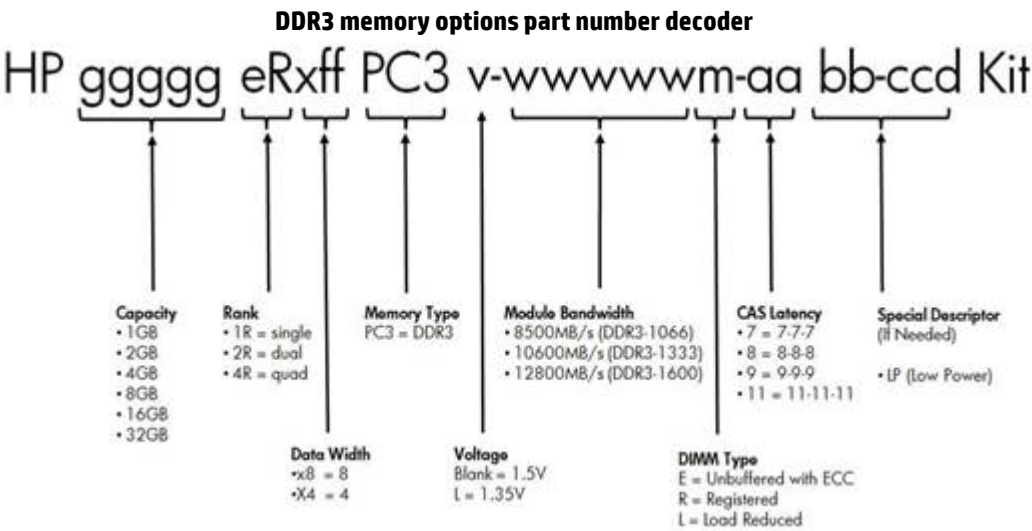 DDR3 memory options part number decoder
HP ggggg eRxff PC3 v-wwwwwm-aa bb-ccd Kit
Capacity
• 1GB
• 2GB
• 4GB
• 8GB
• 16GB
• 32GB
Rank
• 1R = single
• 2R = dual
• 4R = quad
Memory Type
PC3 = DDR3
Module Bandwidth
• 8500MB/s (DDR3-1066)
• 10600MB/s (DDR3-1333)
• 12800MB/s (DDR3-1600)
CAS Latency
• 7 = 7-7-7
• 8 = 8-8-8
• 9 = 9-9-9
• 11 = 11-11-11
Special Descriptor
(If Needed)
• LP (Low Power)
Data Width
•x8 = 8
•X4 = 4
Voltage
Blank = 1.5V
L = 1.35V
DIMM Type
E = Unbuffered with ECC
R = Registered
L = Load Reduced